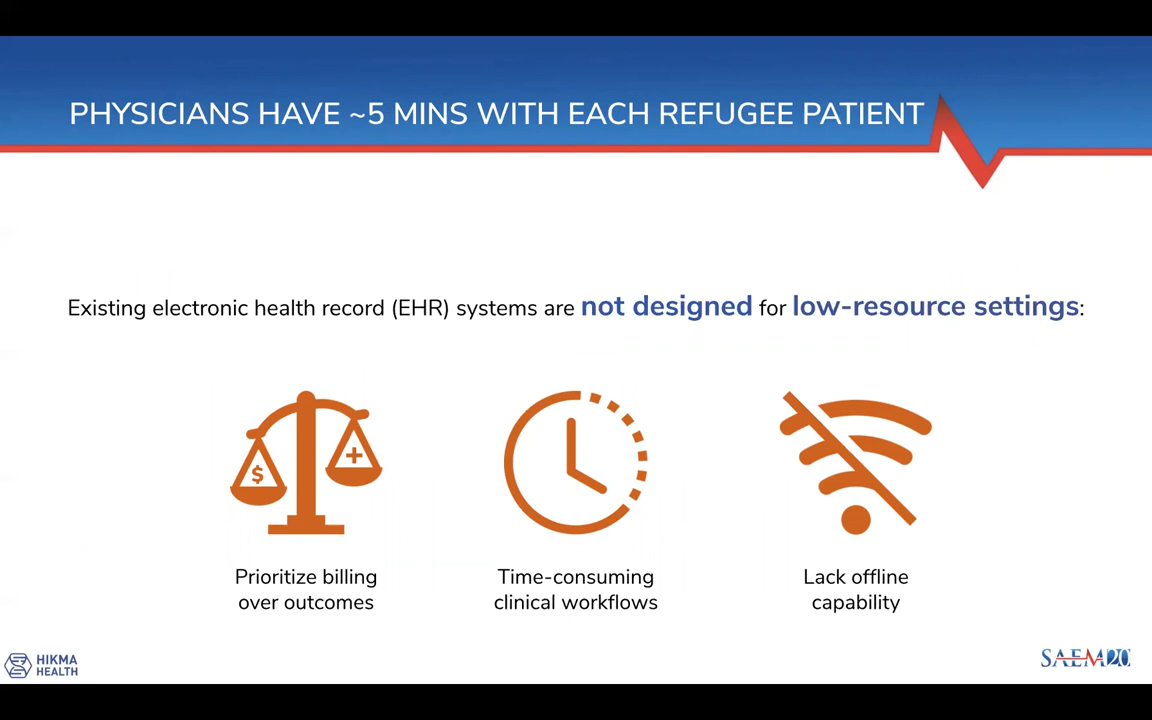 PHYSICIANS HAVE ~5 MINS WITH EACH REFUGEE PATIENT
Existing electronic health record (EHR) systems are not designed for low-resource settings:
$
+
Prioritize billing
over outcomes
Time-consuming
clinical workflows
Lack offline
capability
HIKMA
HEALTH
SAEM20